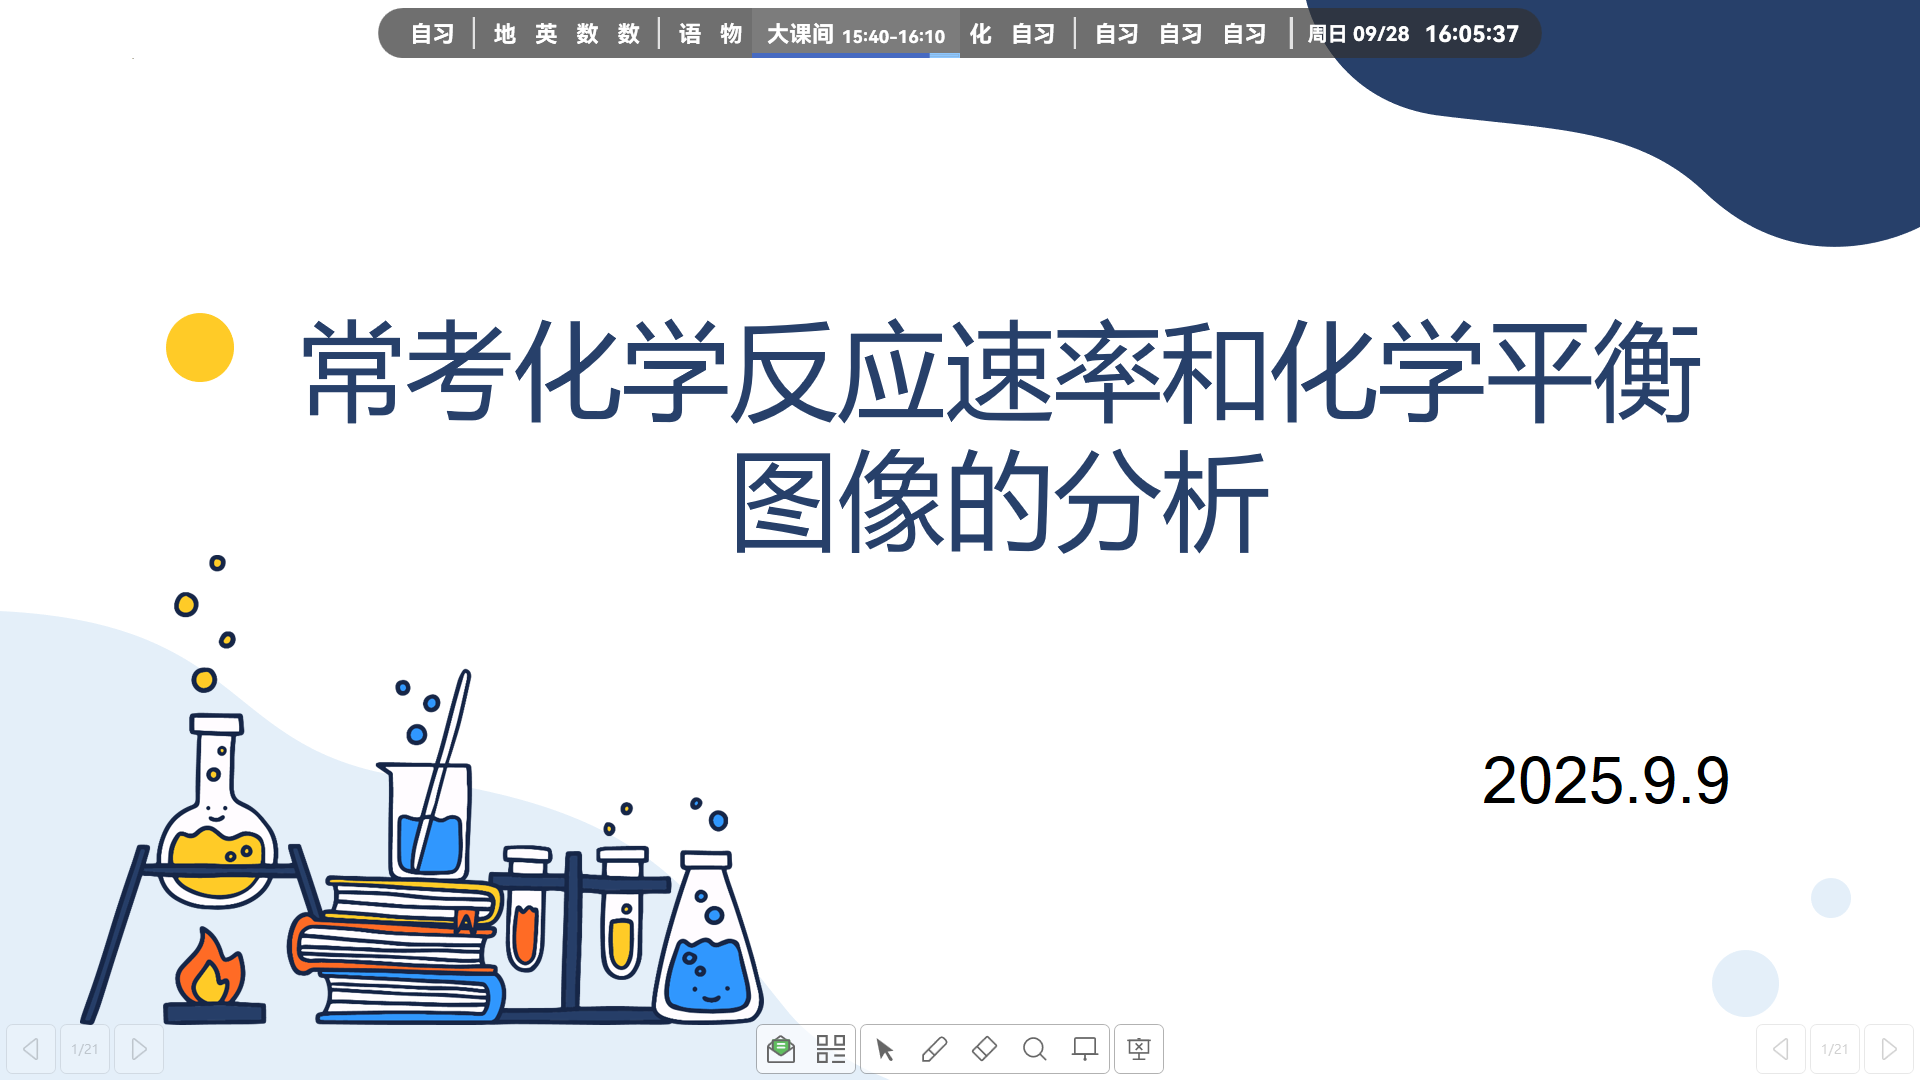 自习 地 英 数 数 语 物 大课间 15:40-16:10 化 自习 自习 自习 自习 周日 09/28 16:05:37
常考化学反应速率和化学平衡
图像的分析
2025.9.9
1/21
1/21